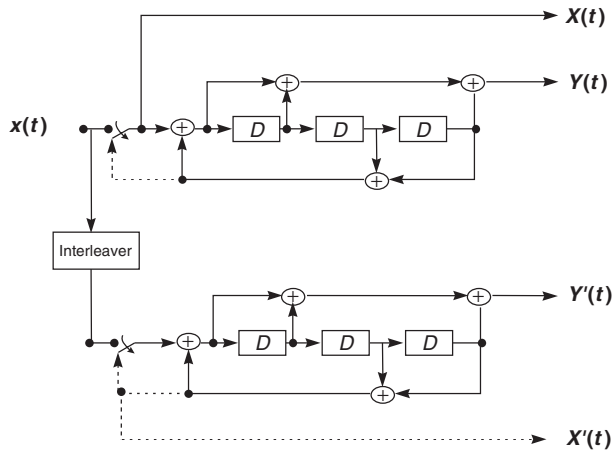 X(t)
Y(t)
x(t)
D D D
Interleaver
Y'(t)
D D D
X'(t)